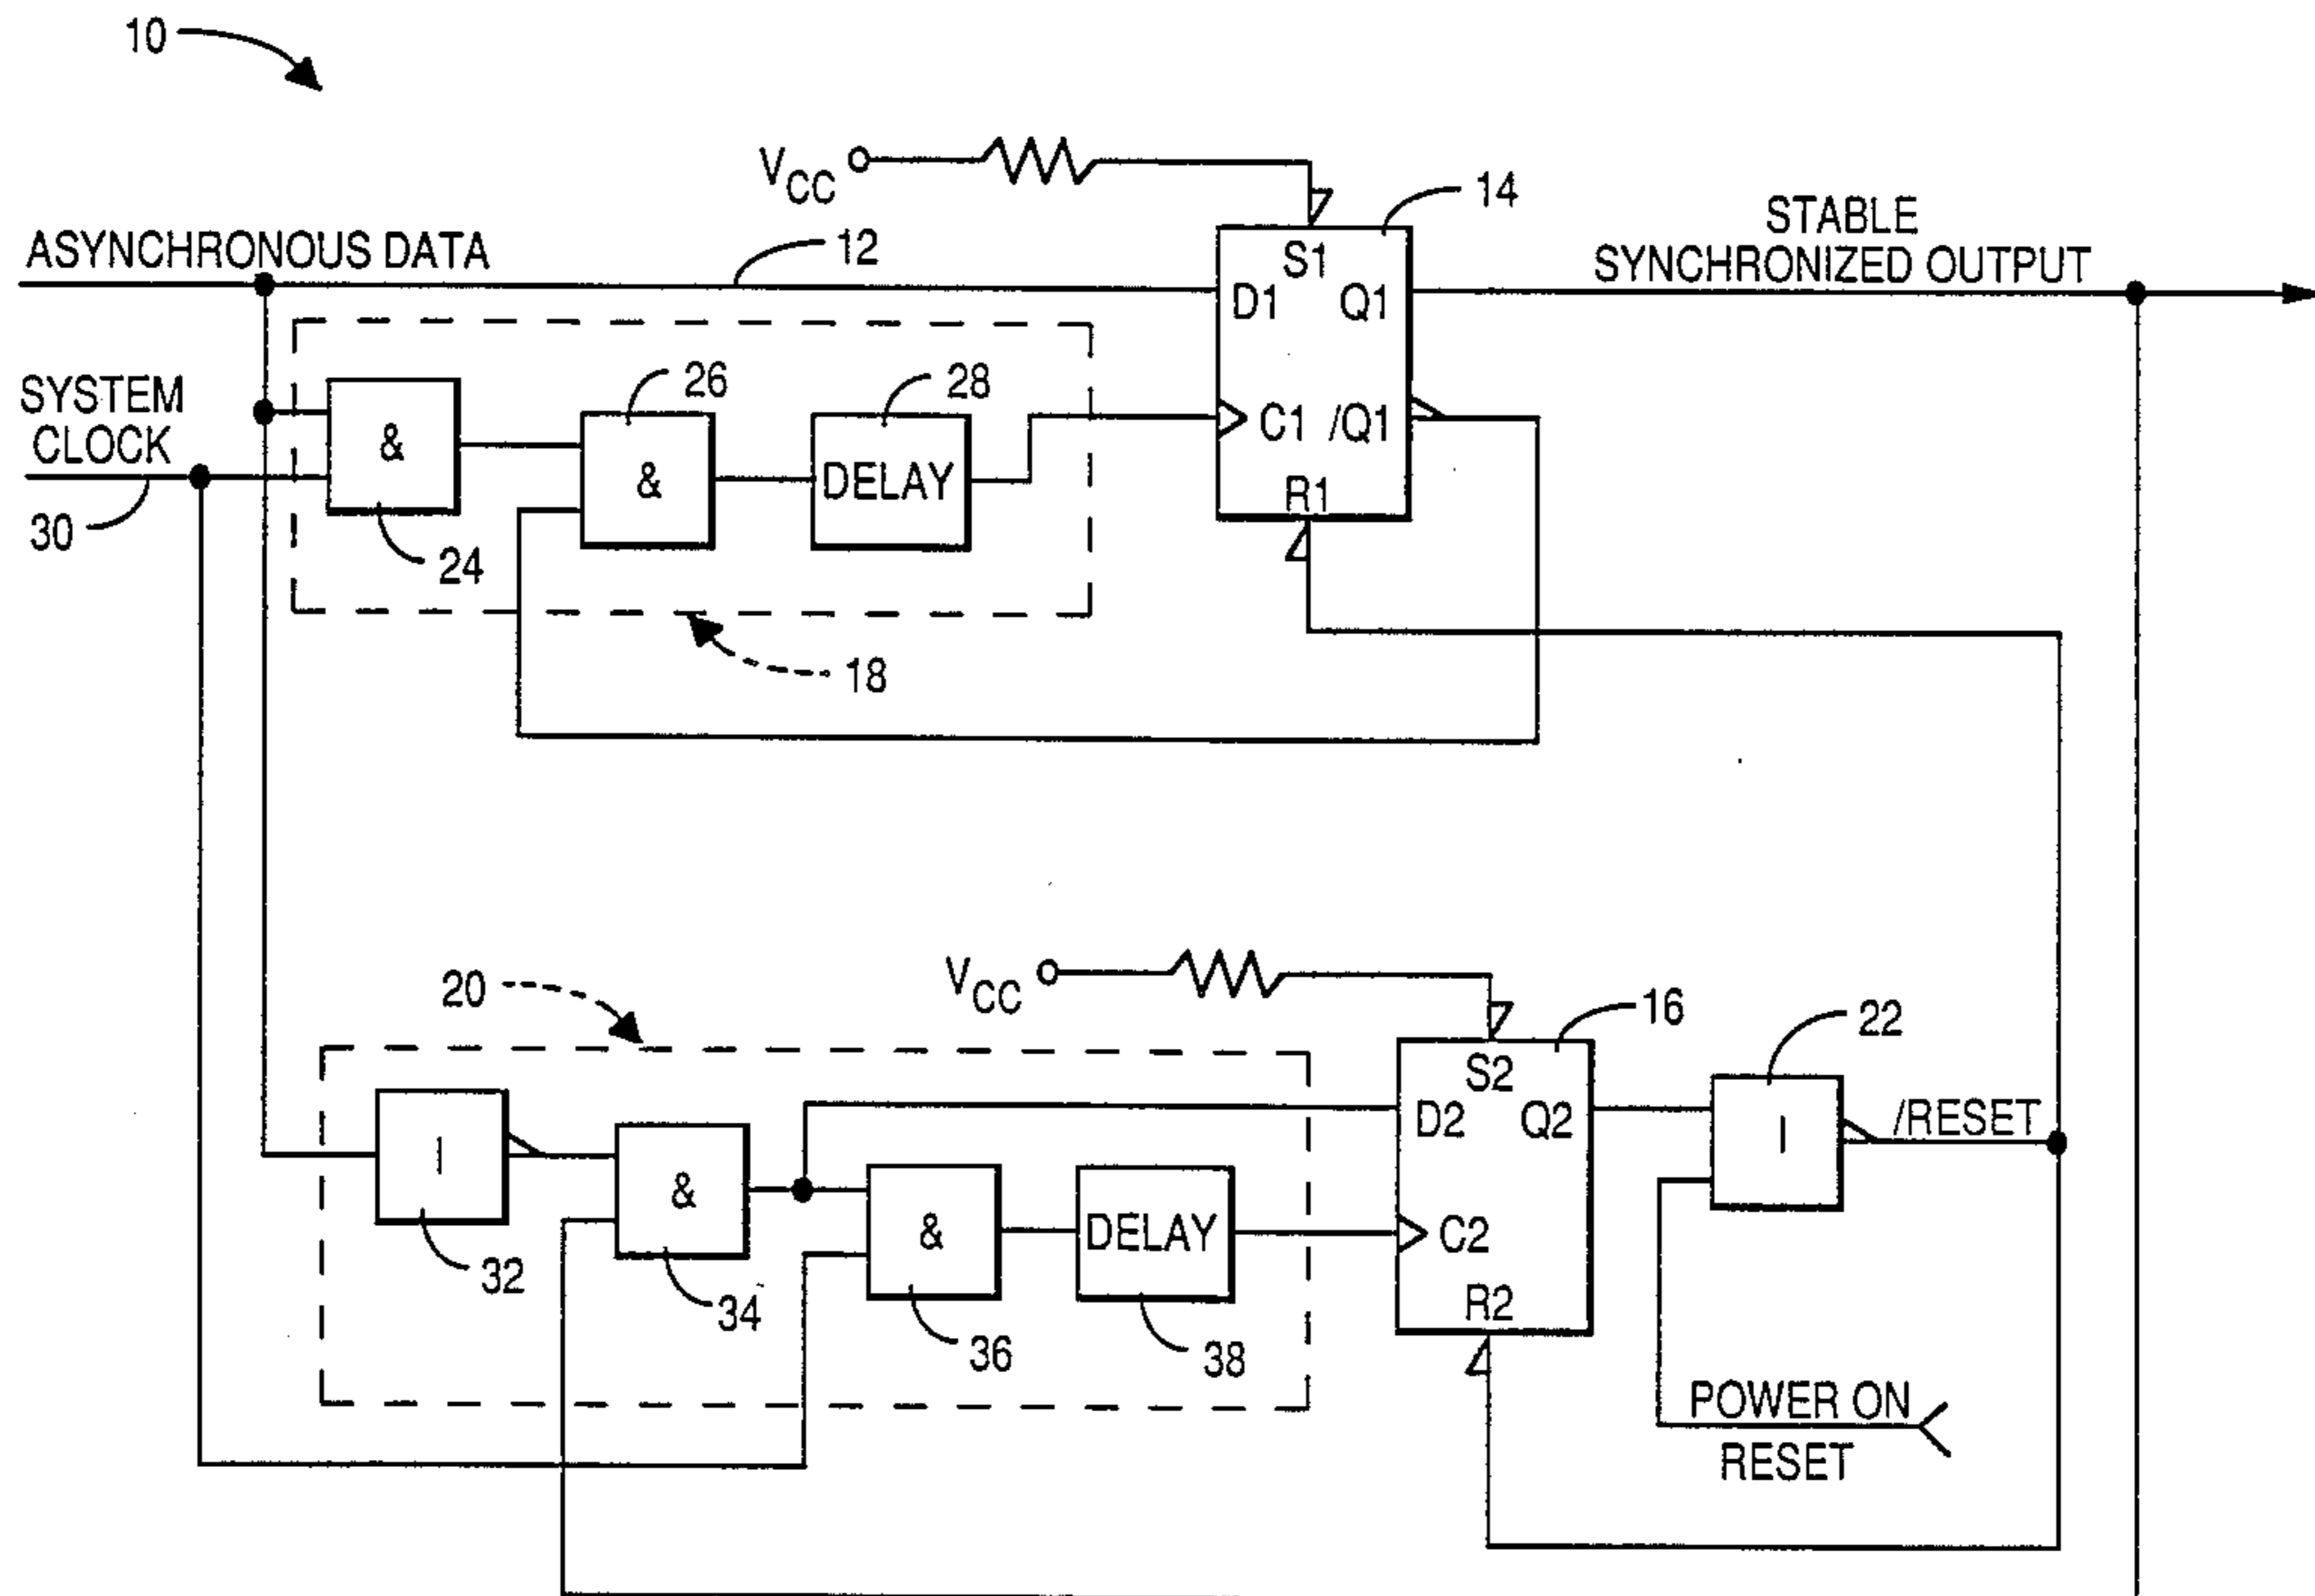 10
VCC
14
STABLE
SYNCHRONIZED OUTPUT
ASYNCHRONOUS DATA
12
S1
D1 Q1
SYSTEM
CLOCK
26
28
&
&
DELAY
C1 /Q1
R1
30
24
18
VCC
20
16
22
S2
D2 Q2
/RESET
I
&
&
DELAY
I
C2
32
34
36
38
R2
POWER ON
RESET